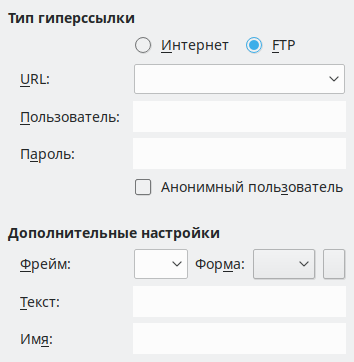 Тип гиперссылки
Интернет FTP
URL:
Пользователь:
Пароль:
Анонимный пользователь
Дополнительные настройки
Фрейм: Форма:
Текст:
Имя: